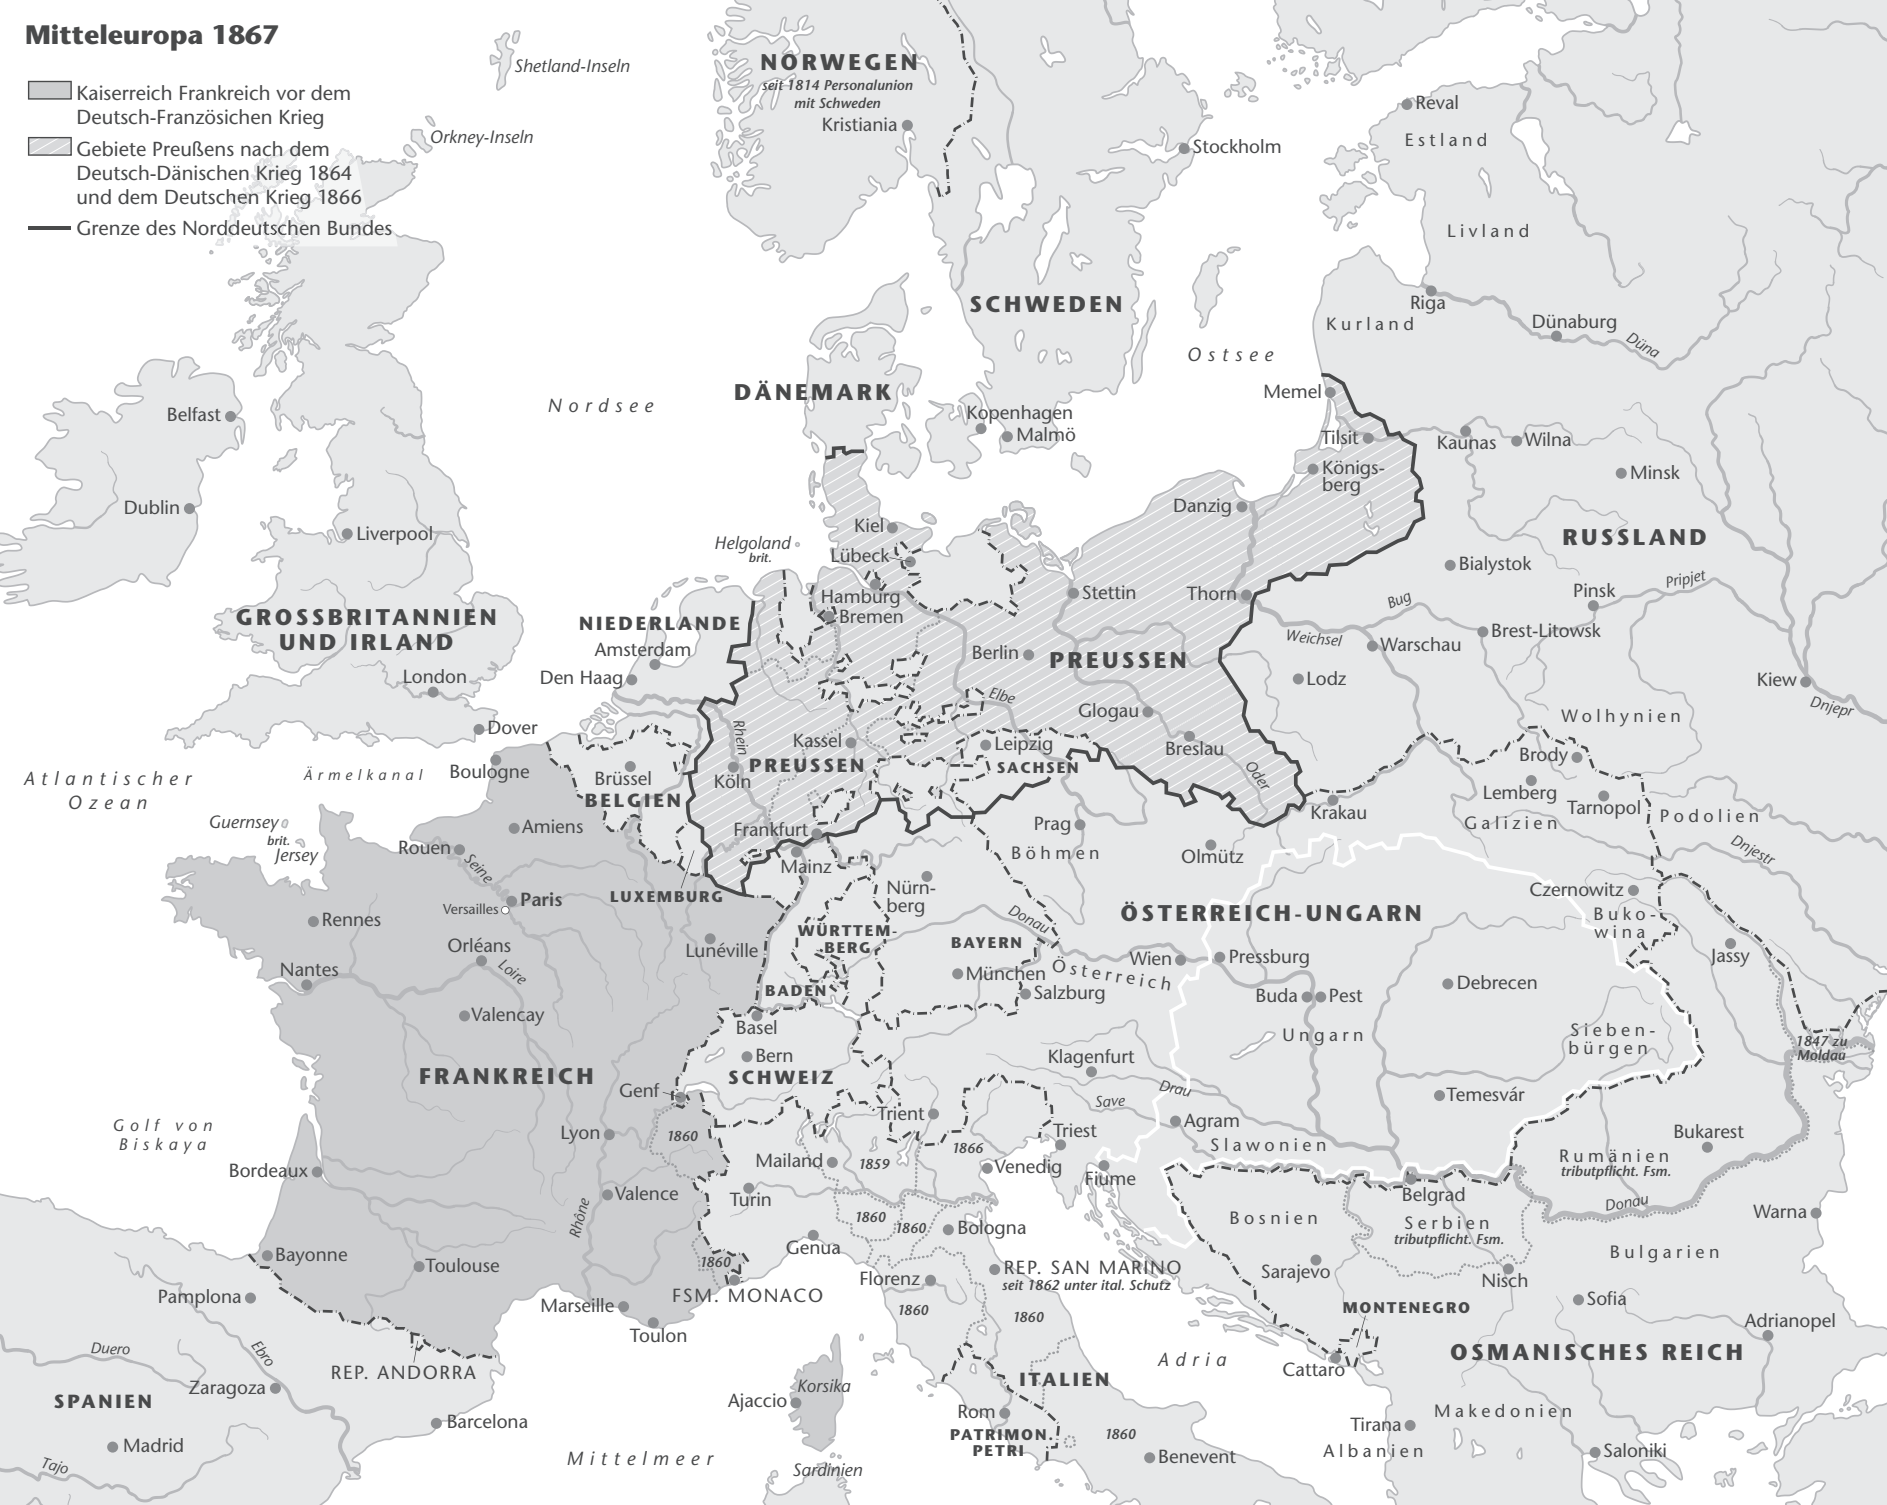 Mitteleuropa 1867
Kaiserreich Frankreich vor dem
Deutsch-Französichen Krieg
Gebiete Preußens nach dem
Deutsch-Dänischen Krieg 1864
und dem Deutschen Krieg 1866
Grenze des Norddeutschen Bundes
Shetland-Inseln
Orkney-Inseln
NORWEGEN
seit 1814 Personalunion
mit Schweden
Kristiania
Stockholm
Reval
Estland
Livland
SCHWEDEN
Riga
Kurland
Dünaburg
Düna
Ostsee
Nordsee
DÄNEMARK
Kopenhagen
Malmö
Memel
Tilsit
Königs-
berg
Kaunas
Wilna
Minsk
Belfast
Dublin
Liverpool
Danzig
RUSSLAND
Kiel
Helgoland
brit.
Lübeck
Hamburg
Bremen
Stettin
Thorn
Bialystok
Pinsk
Pripjet
Bug
Brest-Litowsk
Weichsel
Warschau
GROSSBRITANNIEN
UND IRLAND
London
Dover
NIEDERLANDE
Amsterdam
Den Haag
Berlin
PREUSSEN
Lodz
Kiew
Dnjepr
Elbe
Glogau
Wolhynien
Rhein
Kassel
Leipzig
Breslau
Brody
PREUSSEN
SACHSEN
Köln
Oder
Lemberg
Tarnopol
Atlantischer
Ozean
Ärmelkanal
Boulogne
Brüssel
BELGIEN
Guernsey
brit.
Jersey
Amiens
Rouen
Seine
Frankfurt
Mainz
Prag
Böhmen
Olmütz
Krakau
Galizien
Podolien
Dnjestr
Versailles
Paris
LUXEMBURG
Nürn-
berg
Czernowitz
Buko-
wina
Rennes
ÖSTERREICH-UNGARN
Donau
Orléans
Loire
Lunéville
WÜRTTEM-
BERG
BAYERN
Nantes
München
Österreich
Wien
Pressburg
Jassy
BADEN
Salzburg
Buda
Pest
Debrecen
Valencay
Basel
Ungarn
Sieben-
bürgen
1847 zu
Moldau
Bern
SCHWEIZ
Klagenfurt
FRANKREICH
Genf
Drau
Save
Temesvár
Golf von
Biskaya
Lyon
1860
Trient
Triest
Agram
Slawonien
Bukarest
Bordeaux
Mailand
1859
1866
Venedig
Fiume
Rumänien
tributpflicht. Fsm.
Valence
Turin
Belgrad
Donau
Warna
Rhône
1860
1860
Bologna
Bosnien
Serbien
tributpflicht. Fsm.
Genua
Bayonne
Toulouse
1860
Bulgarien
Florenz
REP. SAN MARINO
seit 1862 unter ital. Schutz
Sarajevo
Nisch
Pamplona
Marseille
FSM. MONACO
1860
1860
MONTENEGRO
Sofia
Toulon
Adrianopel
Duero
Ebro
REP. ANDORRA
Adria
Cattaro
OSMANISCHES REICH
Zaragoza
SPANIEN
Korsika
Ajaccio
ITALIEN
Barcelona
Rom
PATRIMON.
PETRI
1860
Tirana
Makedonien
Albanien
Madrid
Tajo
Mittelmeer
Sardinien
Benevent
Saloniki